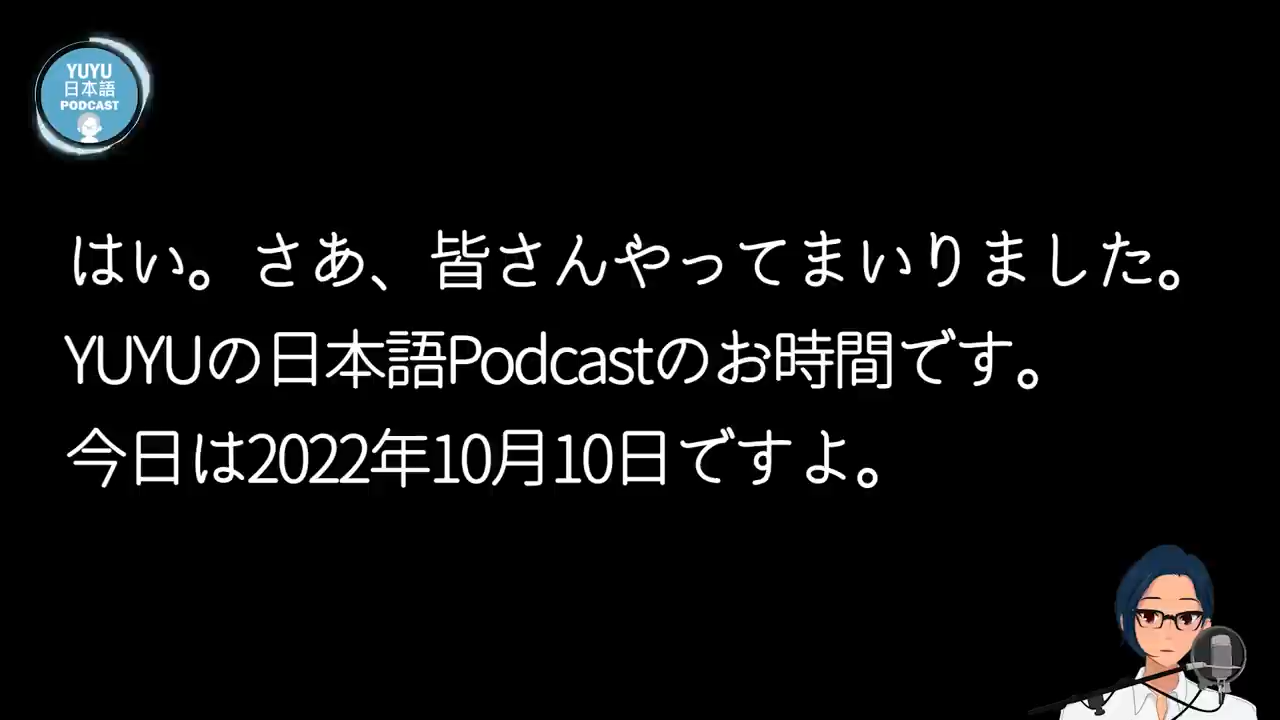 YUYU
日本語
PODCAST
はい。さあ、皆さんやってまいりました。
YUYUの日本語Podcastのお時間です。
今日は2022年10月10日ですよ。